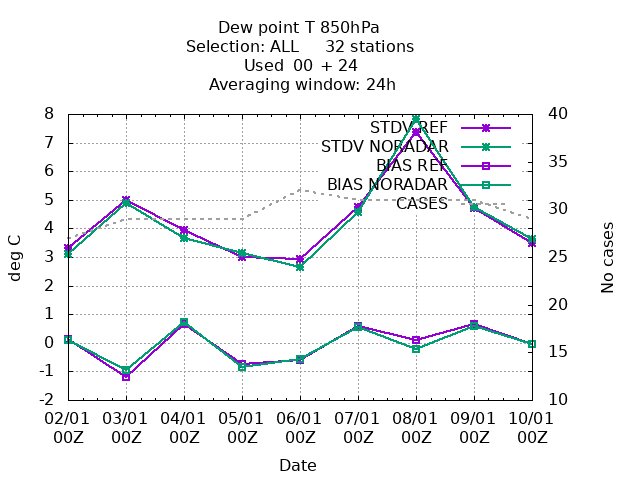 Dew point T 850hPa
Selection: ALL 32 stations
Used 00 + 24
Averaging window: 24h
STDV REF
STDV NORADAR
BIAS REF
BIAS NORADAR
CASES
8
7
6
5
4
3
2
1
0
-1
-2
deg C
40
35
30
25
20
15
10
No cases
02/01 03/01 04/01 05/01 06/01 07/01 08/01 09/01 10/01
00Z 00Z 00Z 00Z 00Z 00Z 00Z 00Z 00Z
Date